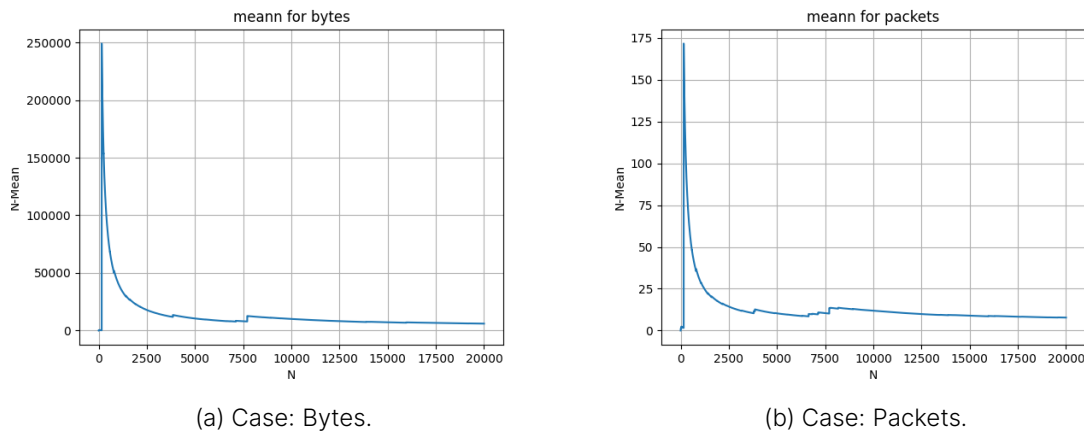 meann for bytes
250000
200000
150000
100000
50000
0
N-Mean
0 2500 5000 7500 10000 12500 15000 17500 20000
N
(a) Case: Bytes.
meann for packets
175
150
125
100
75
50
25
0
N-Mean
0 2500 5000 7500 10000 12500 15000 17500 20000
N
(b) Case: Packets.